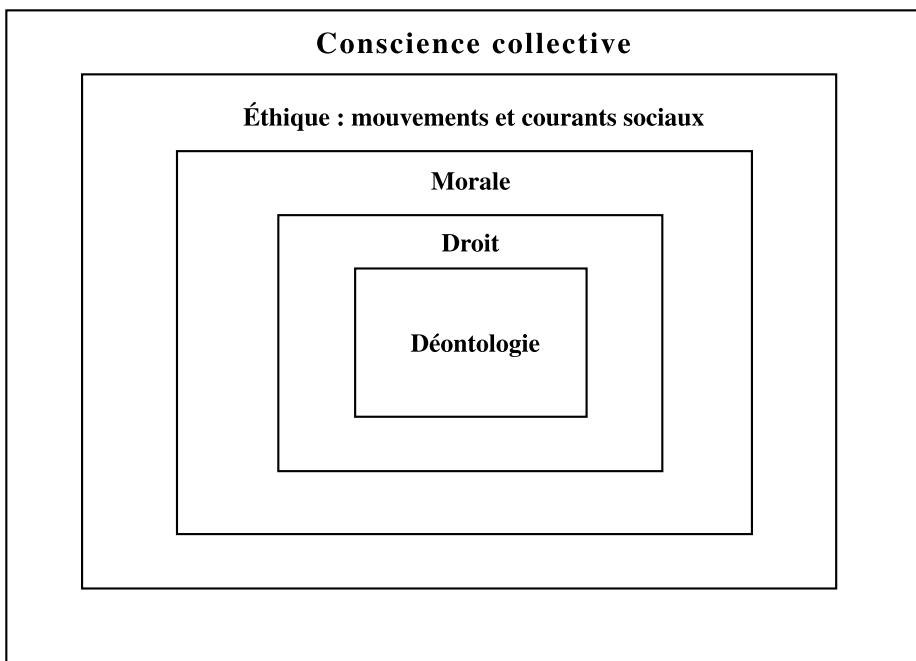 Conscience collective
Éthique : mouvements et courants sociaux
Morale
Droit
Déontologie